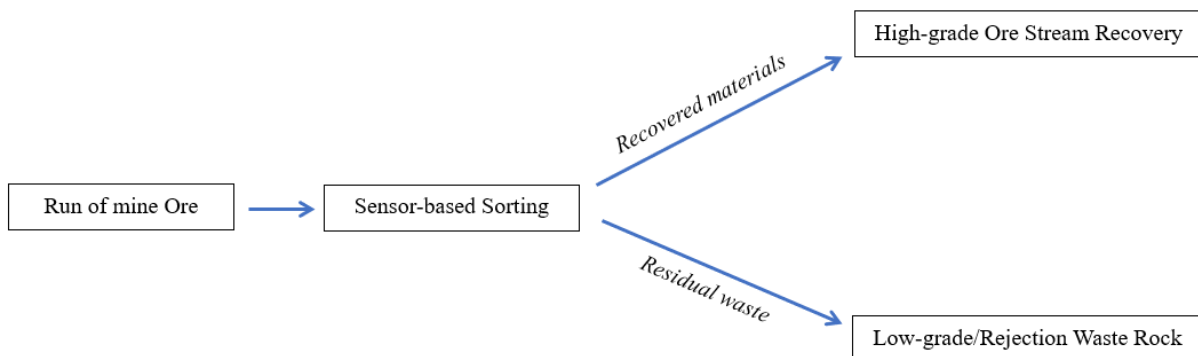 High-grade Ore Stream Recovery
Recovered materials
Run of mine Ore
Sensor-based Sorting
Residual waste
Low-grade/Rejection Waste Rock